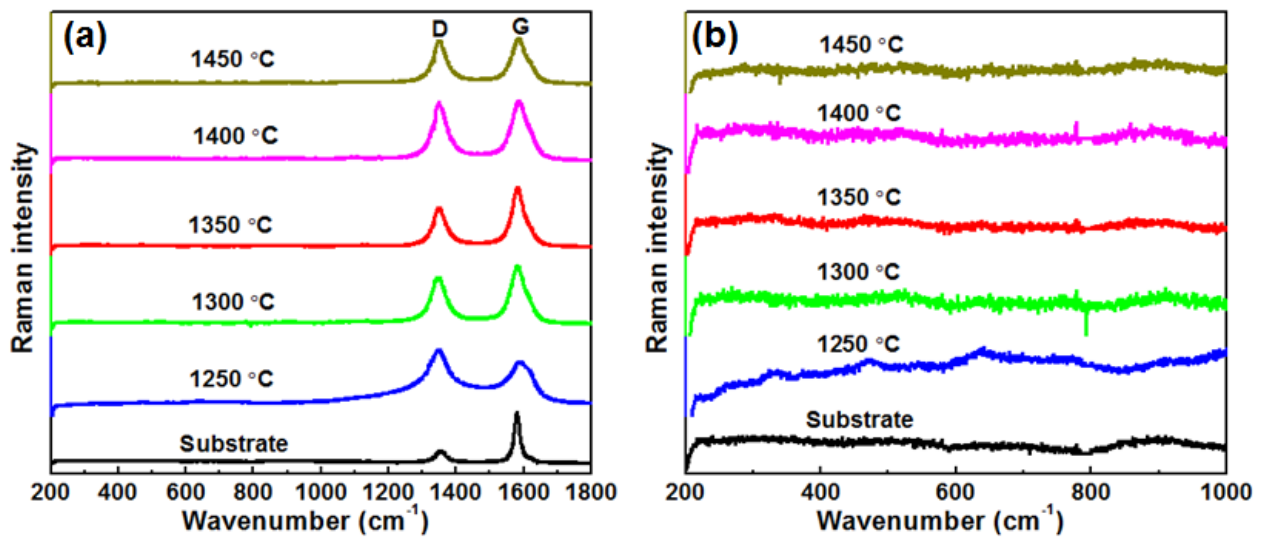 (a)
D G
1450 °C
1400 °C
1350 °C
1300 °C
1250 °C
Substrate
Raman intensity
200 400 600 800 1000 1200 1400 1600 1800
Wavenumber (cm⁻¹)
(b)
1450 °C
1400 °C
1350 °C
1300 °C
1250 °C
Substrate
Raman intensity
200 400 600 800 1000
Wavenumber (cm⁻¹)